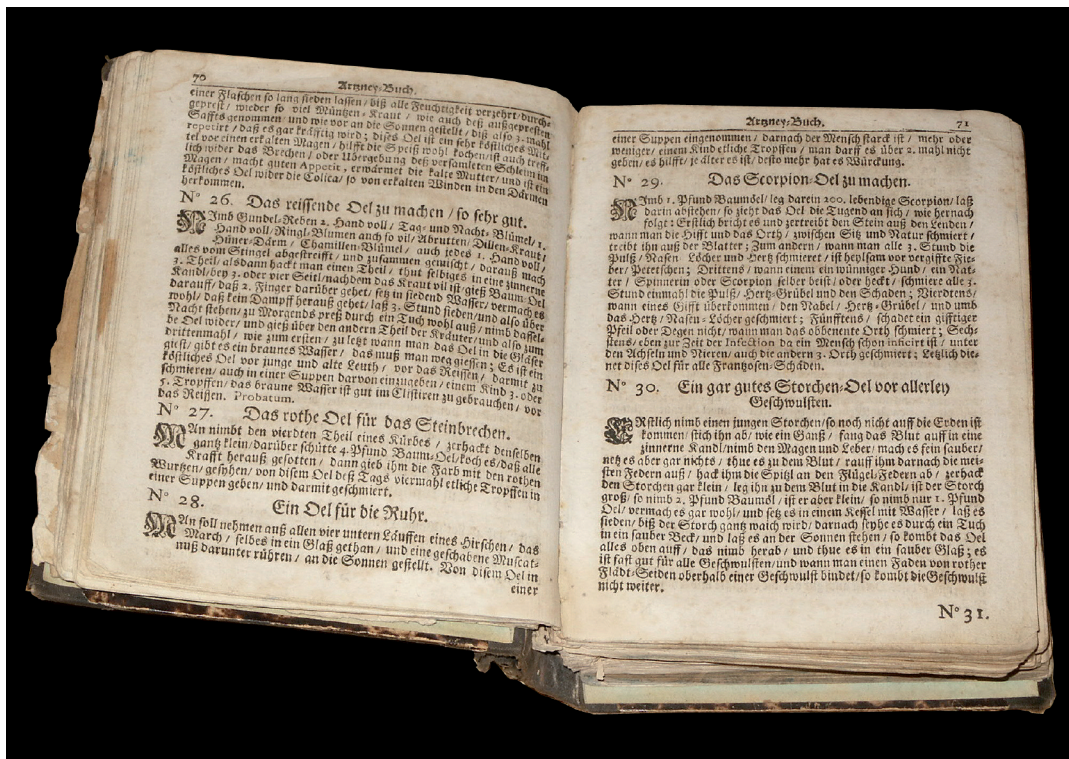 70
Artzney-Buch.
einer Flaschen so lang sieden lassen / biß alle Feuchtigkeit verzehrt / durch-
geprest / wieder so viel Müntzen-Kraut / wie auch deß außgepresten
Saffts genommen / und wie vor an die Sonnen gestellt / diß also 3. mahl
repetirt / daß es gar kräfftig wird; dises Oel ist ein sehr köstliches Mit-
tel vor einen erkalten Magen / hilfft die Speiß wohl kochen / ist auch treff-
lich wider das Brechen / oder Übergebung deß versamleten Schleim im
Magen / macht guten Appetit, erwärmet die kalte Mutter / und ist ein
köstliches Oel wider die Colica / so von erkalten Winden in den Därmen
herkommen.
N° 26. Das reissende Oel zu machen / so sehr gut.
NImb Gundel-Reben 2. Hand voll / Tag- und Nacht-Blümel / 1.
Hand voll / Ringl-Blumen auch so vil / Abrutten / Dillen-Kraut /
Hüner-Därm / Chamillen-Blümel / auch jedes 1. Hand voll /
alles vom Stingel abgestreifft / und zusammen gemischt / darauß mach
3. Theil / alsdann hackt man einen Theil / thut selbiges in eine zinnerne
Kandl / bey 3. oder vier Seitl / nachdem das Kraut vil ist / gieß Baum-Oel
darauff / daß 2. Finger darüber gehet / setz in siedend Wasser / vermach es
wohl / daß kein Dampff herauß gehet / laß 3. Stund sieden / und also über
Nacht stehen / zu Morgends preß durch ein Tuch wohl auß / nimb dassel-
be Oel wider / und gieß über den andern Theil der Kräuter / und also zum
drittenmahl / wie zum ersten / zu letzt wann man das Oel in die Gläser
giest / gibt es ein braunes Wasser / das muß man weg giessen; Es ist ein
köstliches Oel vor junge und alte Leuth / vor das Reissen / darmit zu
schmieren / auch in einer Suppen darvon einzugeben / einem Kind 3. oder
5. Tropffen / das braune Wasser ist gut im Clistiren zu gebrauchen / vor
das Reissen. Probatum.
N° 27. Das rothe Oel für das Steinbrechen.
MAn nimbt den vierdten Theil eines Kürbes / zerhackt denselben
gantz klein / darüber schütte 4. Pfund Baum-Oel / koch es / daß alle
Krafft herauß gesotten / dann gieb ihm die Farb mit den rothen
Wurtzen / gesyhen / von disem Oel deß Tags viermahl etliche Tropffen in
einer Suppen geben / und darmit geschmiert.
N° 28. Ein Oel für die Ruhr.
MAn soll nehmen auß allen vier untern Läuffen eines Hirschen / das
March / selbes in ein Glaß gethan / und eine geschabene Muscat-
nuß darunter rühren / an die Sonnen gestellt. Von disem Oel in
einer
Artzney-Buch. 71
einer Suppen eingenommen / darnach der Mensch starck ist / mehr oder
weniger / einem Kind etliche Tropffen / man darff es über 2. mahl nicht
geben / es hilfft / je älter es ist / desto mehr hat es Würckung.
N° 29. Das Scorpion-Oel zu machen.
NImb 1. Pfund Baumöel / leg darein 200. lebendige Scorpion / laß
darin abstehen / so zieht das Oel die Tugend an sich / wie hernach
folgt: Erstlich bricht es und zertreibt den Stein auß den Lenden /
wann man die Hifft und das Orth / zwischen Sitz und Natur schmiert /
treibt ihn auß der Blatter; Zum andern / wann man alle 3. Stund die
Pulß / Nasen-Löcher und Hertz schmieret / ist heylsam vor vergiffte Fie-
ber / Petetschen; Drittens / wann einem ein wünniger Hund / ein Nat-
ter / Spinnerin oder Scorpion selber beist / oder heckt / schmiere alle 3.
Stund einmahl die Pulß / Hertz-Grübel und den Schaden; Vierdtens /
wann eines Gifft überkommen / den Nabel / Hertz-Grübel / und umb
das Hertz / Nasen-Löcher geschmiert; Fünfftens / schadet ein gifftiger
Pfeil oder Degen nicht / wann man das obbenente Orth schmiert; Sech-
stens / eben zur Zeit der Infection da ein Mensch schon inficirt ist / unter
den Achseln und Nieren / auch die andern 3. Orth geschmiert; Letzlich die-
net dises Oel für alle Frantzosen-Schäden.
N° 30. Ein gar gutes Storchen-Oel vor allerley
Geschwulsten.
ERstlich nimb einen jungen Storchen / so noch nicht auff die Erden ist
kommen / stich ihn ab / wie ein Ganß / fang das Blut auff in eine
zinnerne Kandl / nimb den Magen und Leber / mach es fein sauber /
netz es aber gar nichts / thue es zu dem Blut / rauff ihm darnach die mei-
sten Federn auß / hack ihm die Spitzl an den Flügel-Federn ab / zerhack
den Storchen gar klein / leg ihn zu dem Blut in die Kandl / ist der Storch
groß / so nimb 2. Pfund Baumöl / ist er aber klein / so nimb nur 1. Pfund
Oel / vermach es gar wohl / und setz es in einem Kessel mit Wasser / laß es
sieden / biß der Storch gantz waich wird / darnach seyhe es durch ein Tuch
in ein sauber Beck / und laß es an der Sonnen stehen / so kombt das Oel
alles oben auff / das nimb herab / und thue es in ein sauber Glaß; es
ist fast gut für alle Geschwulsten / und wann man einen Faden von rother
Flädt-Seiden oberhalb einer Geschwulst bindet / so kombt die Geschwulst
nicht weiter.
N° 31.